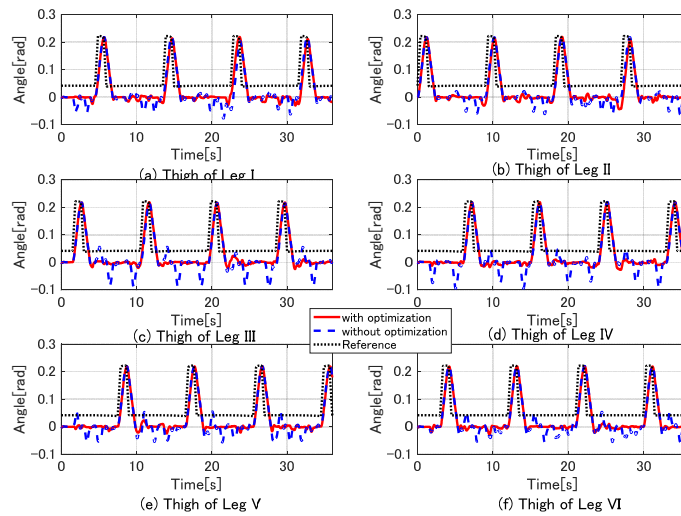 0.3
0.2
0.1
0
-0.1
Angle[rad]
0 10 20 30
Time[s]
(a) Thigh of Leg I
0.3
0.2
0.1
0
-0.1
Angle[rad]
0 10 20 30
Time[s]
(b) Thigh of Leg II
0.3
0.2
0.1
0
-0.1
Angle[rad]
0 10 20 30
Time[s]
(c) Thigh of Leg III
0.3
0.2
0.1
0
-0.1
Angle[rad]
0 10 20 30
Time[s]
(d) Thigh of Leg IV
with optimization
without optimization
Reference
0.3
0.2
0.1
0
-0.1
Angle[rad]
0 10 20 30
Time[s]
(e) Thigh of Leg V
0.3
0.2
0.1
0
-0.1
Angle[rad]
0 10 20 30
Time[s]
(f) Thigh of Leg VI